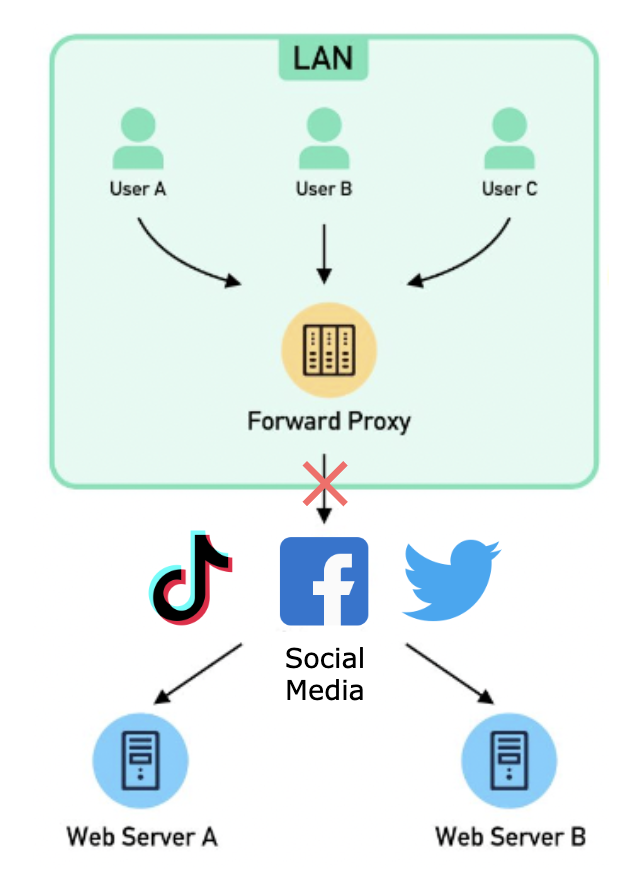 LAN
User A
User B
User C
Forward Proxy
Social
Media
Web Server A
Web Server B